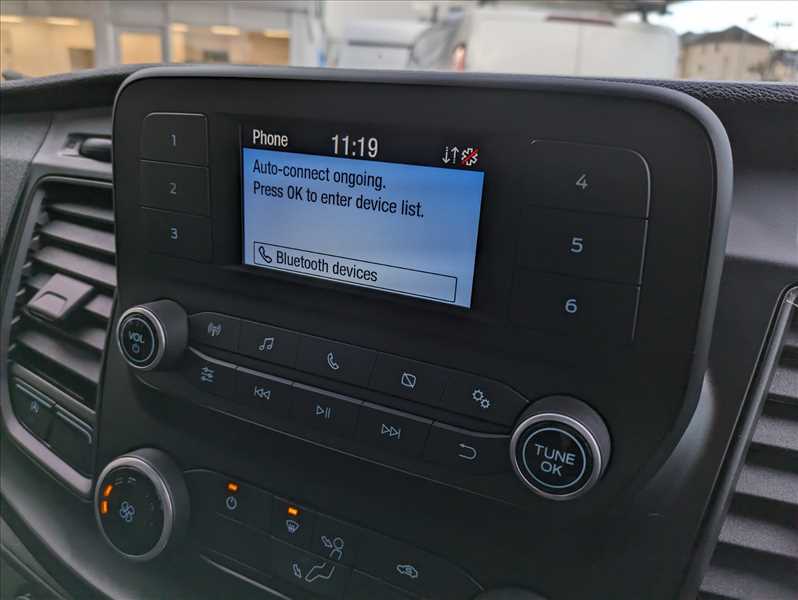 Phone 11:19
Auto-connect ongoing.
Press OK to enter device list.
Bluetooth devices
1
2
3
4
5
6
VOL
TUNE
OK